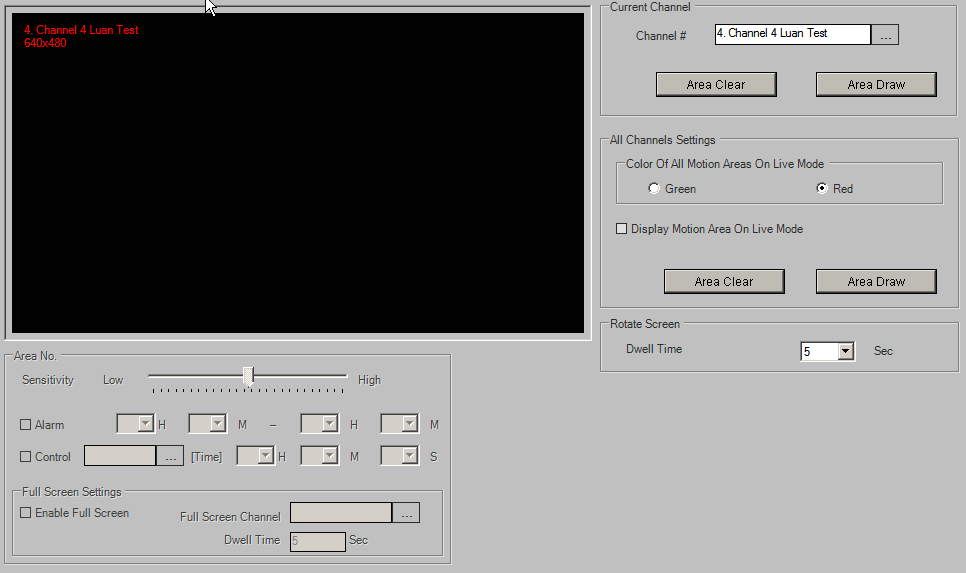 4. Channel 4 Luan Test
640x480
Current Channel
Channel # 4. Channel 4 Luan Test ...
Area Clear Area Draw
All Channels Settings
Color Of All Motion Areas On Live Mode
Green Red
Display Motion Area On Live Mode
Area Clear Area Draw
Rotate Screen
Dwell Time 5 Sec
Area No.
Sensitivity Low High
Alarm H M – H M
Control ... [Time] H M S
Full Screen Settings
Enable Full Screen
Full Screen Channel ...
Dwell Time 5 Sec